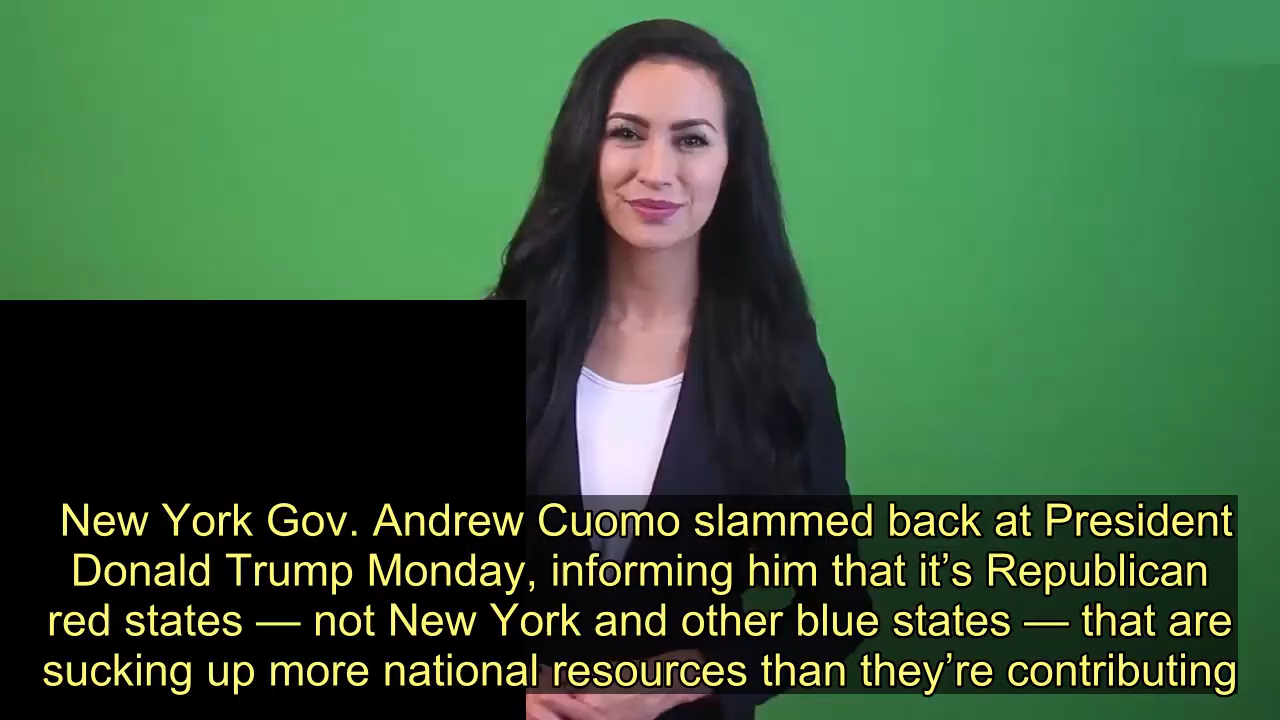 New York Gov. Andrew Cuomo slammed back at President
Donald Trump Monday, informing him that it’s Republican
red states — not New York and other blue states — that are
sucking up more national resources than they’re contributing